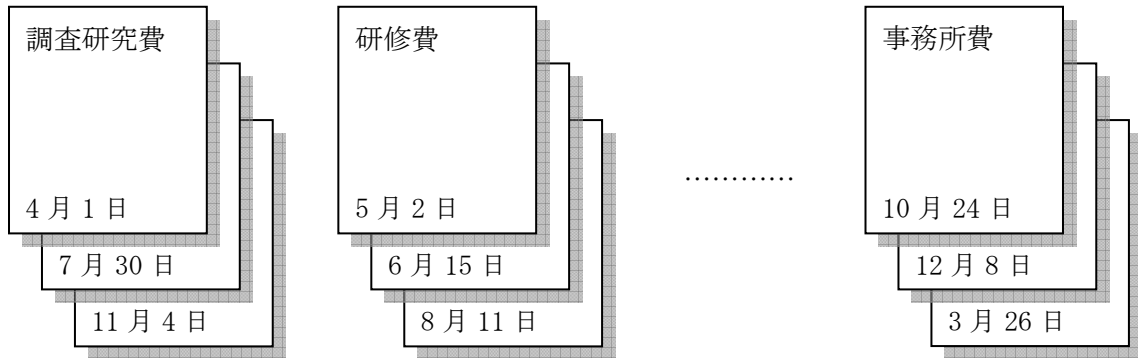 調査研究費
4 月 1 日
7 月 30 日
11 月 4 日
研修費
5 月 2 日
6 月 15 日
8 月 11 日
…………
事務所費
10 月 24 日
12 月 8 日
3 月 26 日